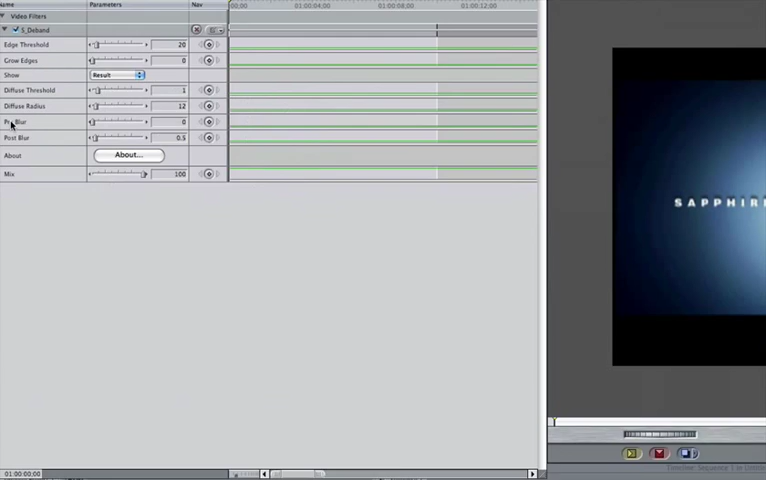 Name Parameters Nav 00;00 01:00:04;00 01:00:08;00 01:00:12;00
Video Filters
S_Deband
Edge Threshold 20
Grow Edges 0
Show Result
Diffuse Threshold 1
Diffuse Radius 12
Pre Blur 0
Post Blur 0.5
About About...
Mix 100
SAPPHIRE
01:00:00;00